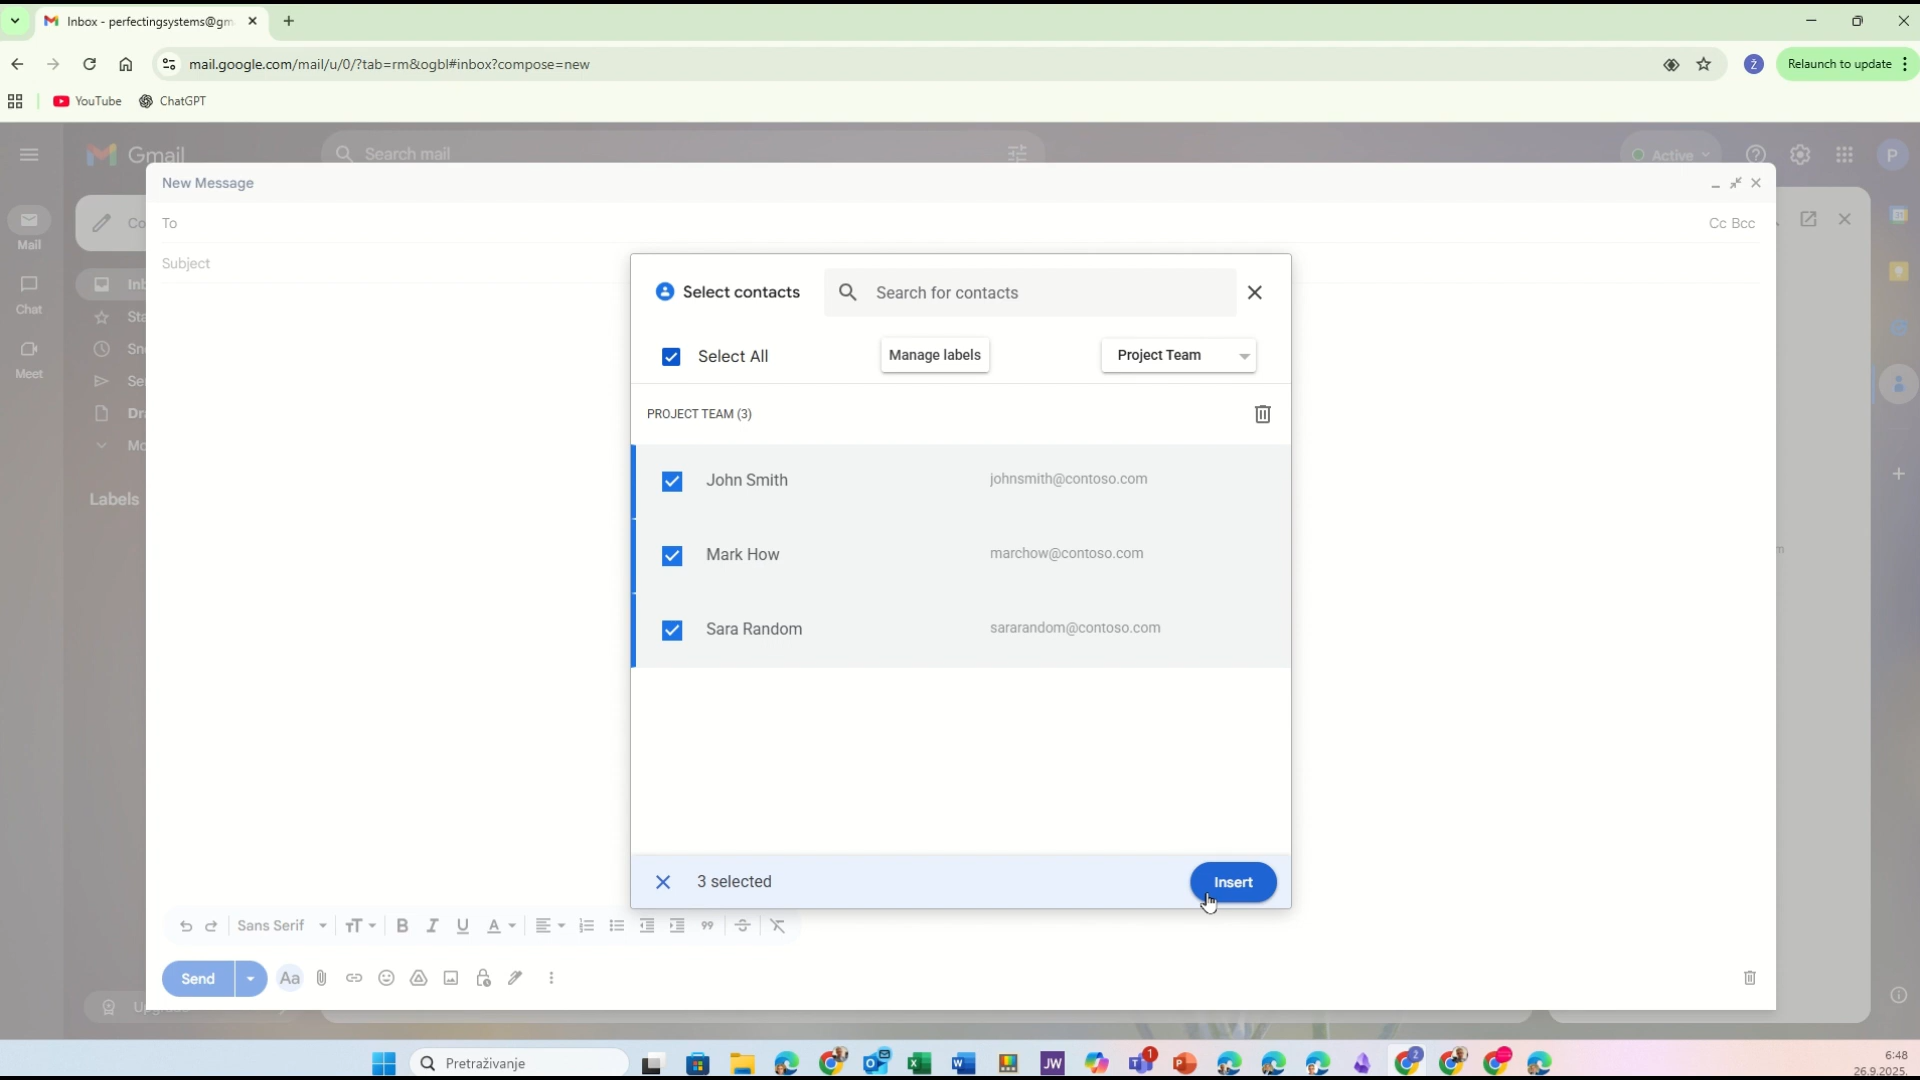 Inbox - perfectingsystems@gm
mail.google.com/mail/u/0/?tab=rm&ogbl#inbox?compose=new
Relaunch to update
YouTube
ChatGPT
Gmail
Search mail
Active
P
New Message
Co
To
Cc Bcc
Mail
Subject
Inb
Select contacts
Search for contacts
Chat
Sta
Sn
Select All
Manage labels
Project Team
Meet
Se
Dr
PROJECT TEAM (3)
Mo
John Smith
johnsmith@contoso.com
Labels
Mark How
marchow@contoso.com
m
Sara Random
sararandom@contoso.com
3 selected
Insert
Sans Serif
Send
Aa
Pretraživanje
6:48
26.9.2025.